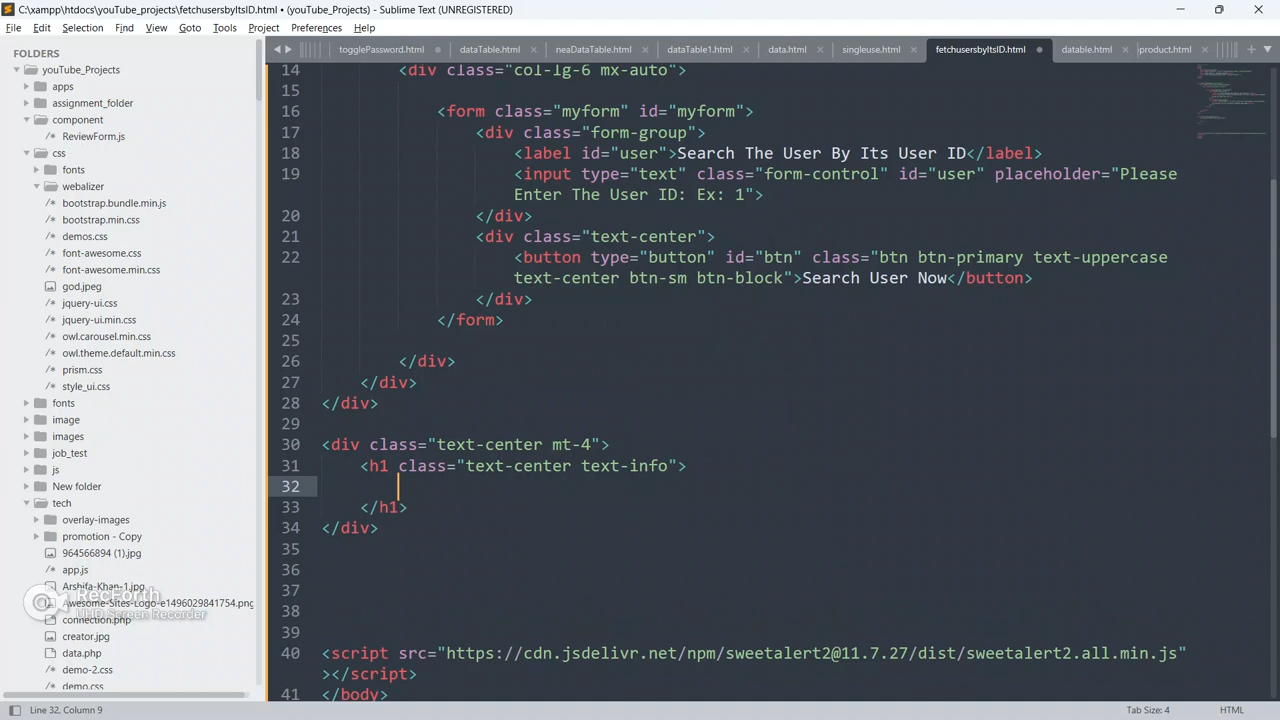 C:\xampp\htdocs\youTube_projects\fetchusersbyItsID.html • (youTube_Projects) - Sublime Text (UNREGISTERED)
File Edit Selection Find View Goto Tools Project Preferences Help
FOLDERS
youTube_Projects
apps
assignment_folder
component
ReviewForm.js
css
fonts
webalizer
bootstrap.bundle.min.js
bootstrap.min.css
demos.css
font-awesome.css
font-awesome.min.css
god.jpeg
jquery-ui.css
jquery-ui.min.css
owl.carousel.min.css
owl.theme.default.min.css
prism.css
style_ui.css
fonts
image
images
job_test
js
New folder
tech
overlay-images
promotion - Copy
964566894 (1).jpg
app.js
Arshifa-Khan-1.jpg
Awesome-Sites-Logo-e1496029841754.png
connection.php
creator.jpg
data.php
demo-2.css
demo.css
RecForth
UHD Screen Recorder
togglePassword.html dataTable.html neaDataTable.html dataTable1.html data.html singleuse.html fetchusersbyItsID.html datable.html product.html
14 <div class="col-lg-6 mx-auto">
15
16 <form class="myform" id="myform">
17 <div class="form-group">
18 <label id="user">Search The User By Its User ID</label>
19 <input type="text" class="form-control" id="user" placeholder="Please
Enter The User ID: Ex: 1">
20 </div>
21 <div class="text-center">
22 <button type="button" id="btn" class="btn btn-primary text-uppercase
text-center btn-sm btn-block">Search User Now</button>
23 </div>
24 </form>
25
26 </div>
27 </div>
28 </div>
29
30 <div class="text-center mt-4">
31 <h1 class="text-center text-info">
32
33 </h1>
34 </div>
35
36
37
38
39
40 <script src="https://cdn.jsdelivr.net/npm/sweetalert2@11.7.27/dist/sweetalert2.all.min.js"
></script>
41 </body>
Line 32, Column 9
Tab Size: 4
HTML